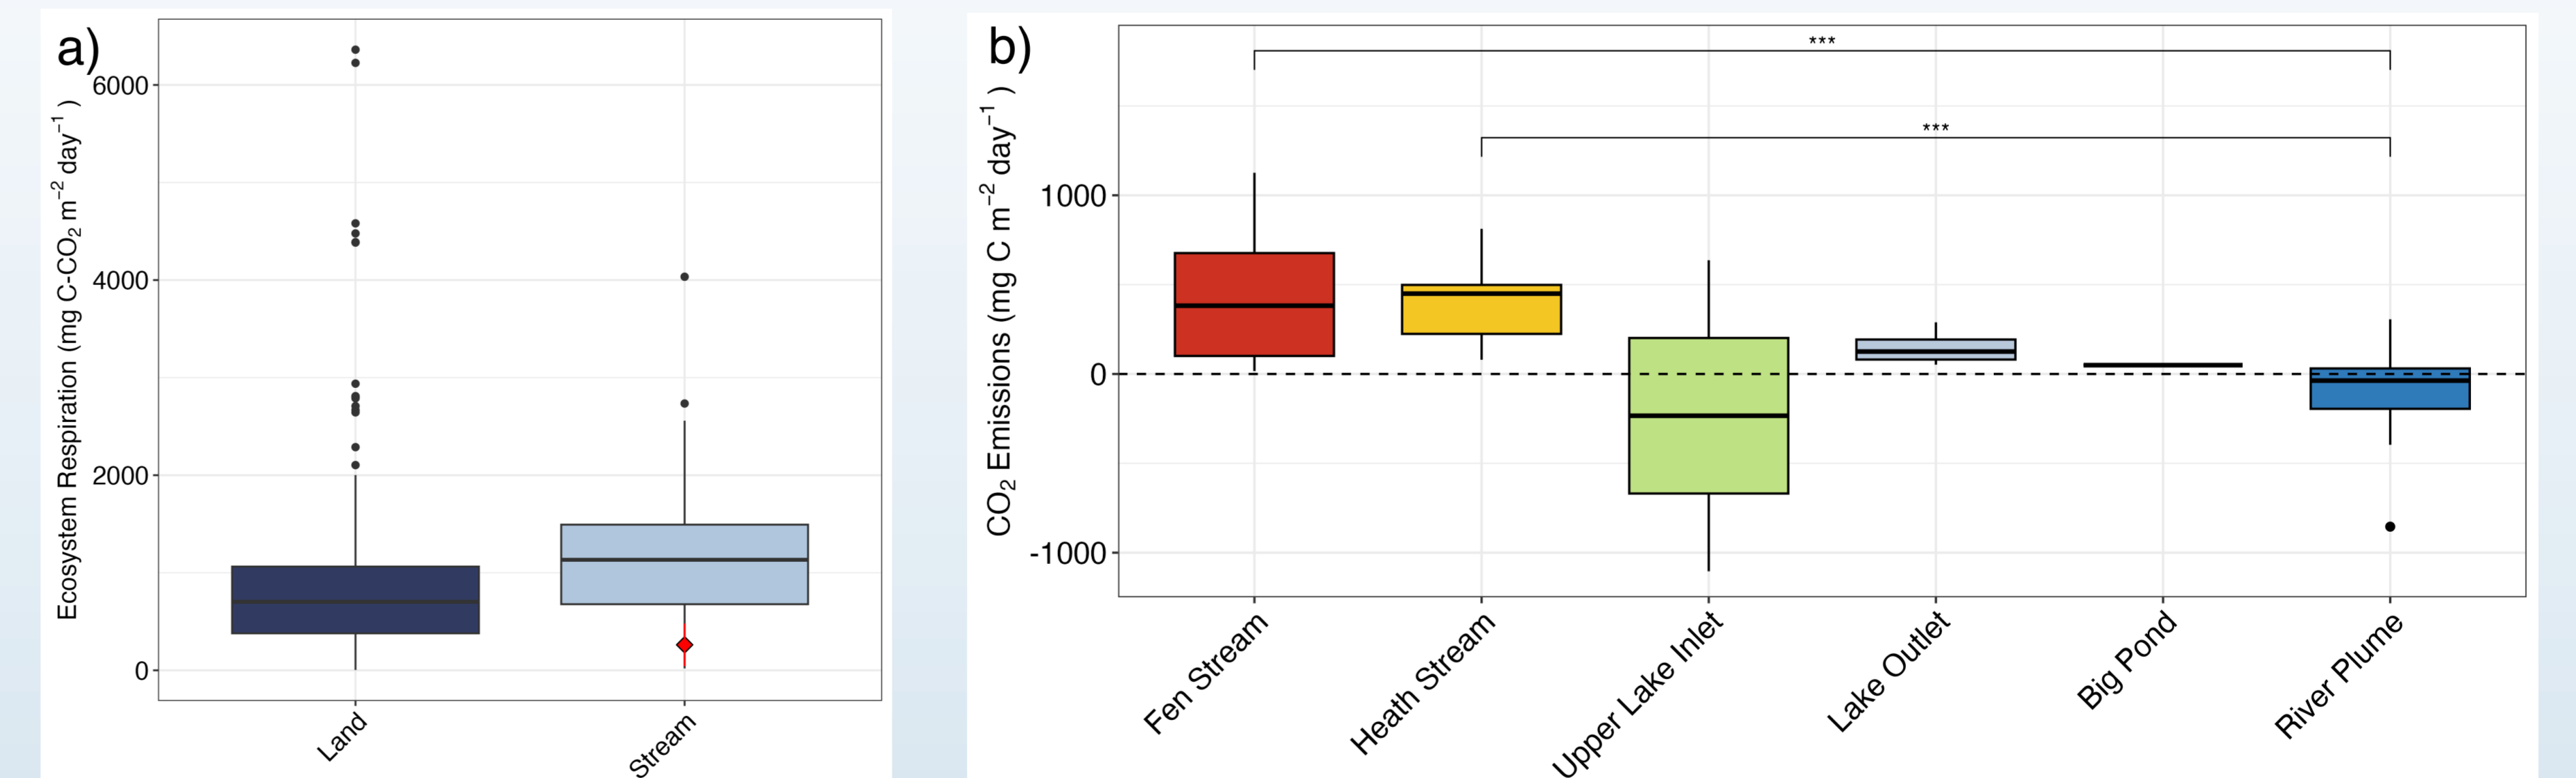 a)
Ecosystem Respiration (mg C-CO₂ m⁻² day⁻¹ )
6000
4000
2000
0
Land
Stream
b)
CO₂ Emissions (mg C m⁻² day⁻¹ )
***
***
1000
0
-1000
Fen Stream
Heath Stream
Upper Lake Inlet
Lake Outlet
Big Pond
River Plume